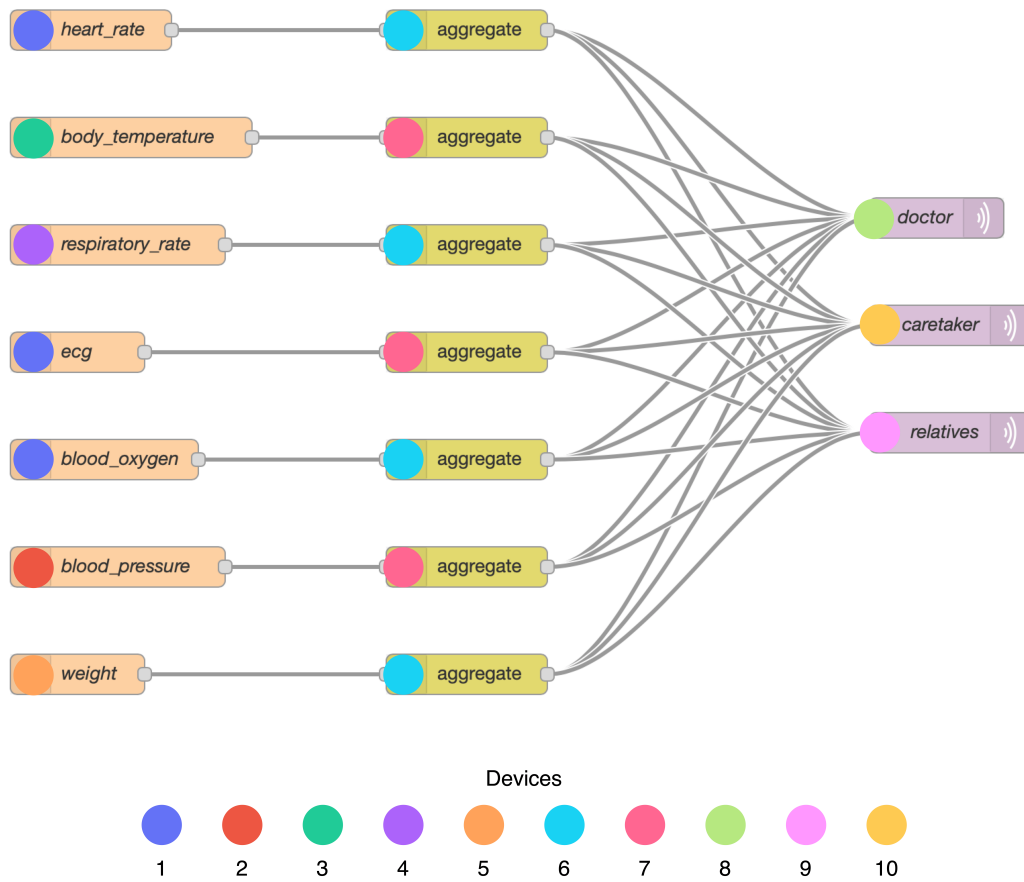 heart_rate aggregate
body_temperature aggregate
doctor
respiratory_rate aggregate
caretaker
ecg aggregate
relatives
blood_oxygen aggregate
blood_pressure aggregate
weight aggregate
Devices
1 2 3 4 5 6 7 8 9 10